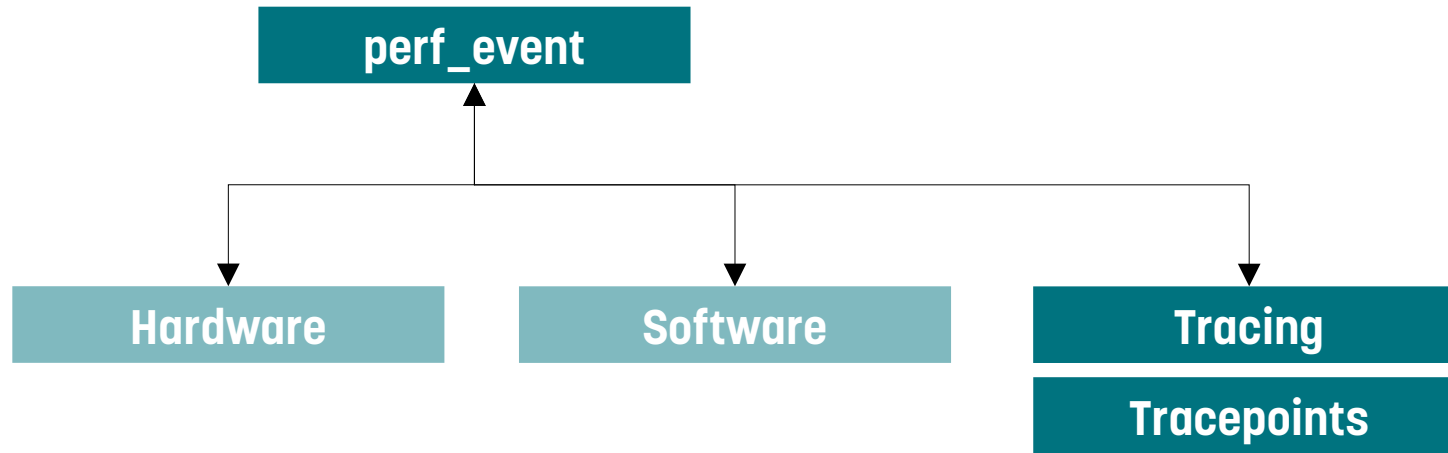 perf_event
Hardware
Software
Tracing
Tracepoints